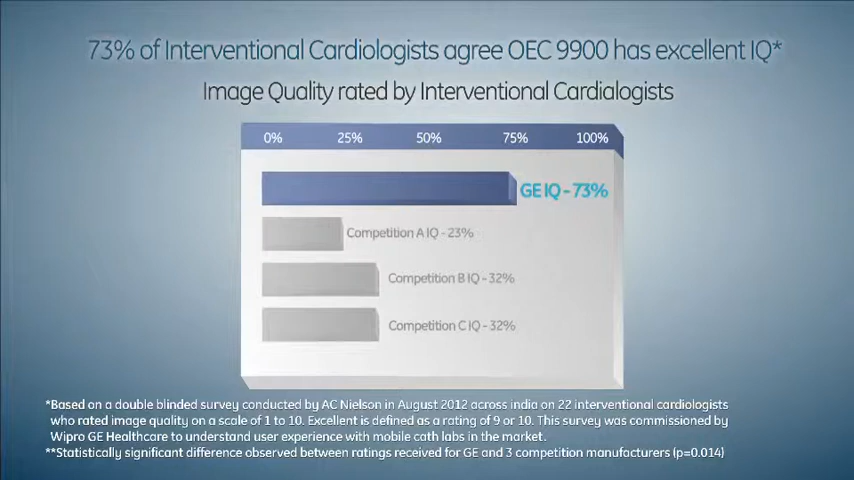 73% of Interventional Cardiologists agree OEC 9900 has excellent IQ*
Image Quality rated by Interventional Cardialogists
0% 25% 50% 75% 100%
GE IQ - 73%
Competition A IQ - 23%
Competition B IQ - 32%
Competition C IQ - 32%
*Based on a double blinded survey conducted by AC Nielson in August 2012 across india on 22 interventional cardiologists
who rated image quality on a scale of 1 to 10. Excellent is defined as a rating of 9 or 10. This survey was commissioned by
Wipro GE Healthcare to understand user experience with mobile cath labs in the market.
**Statistically significant difference observed between ratings received for GE and 3 competition manufacturers (p=0.014)